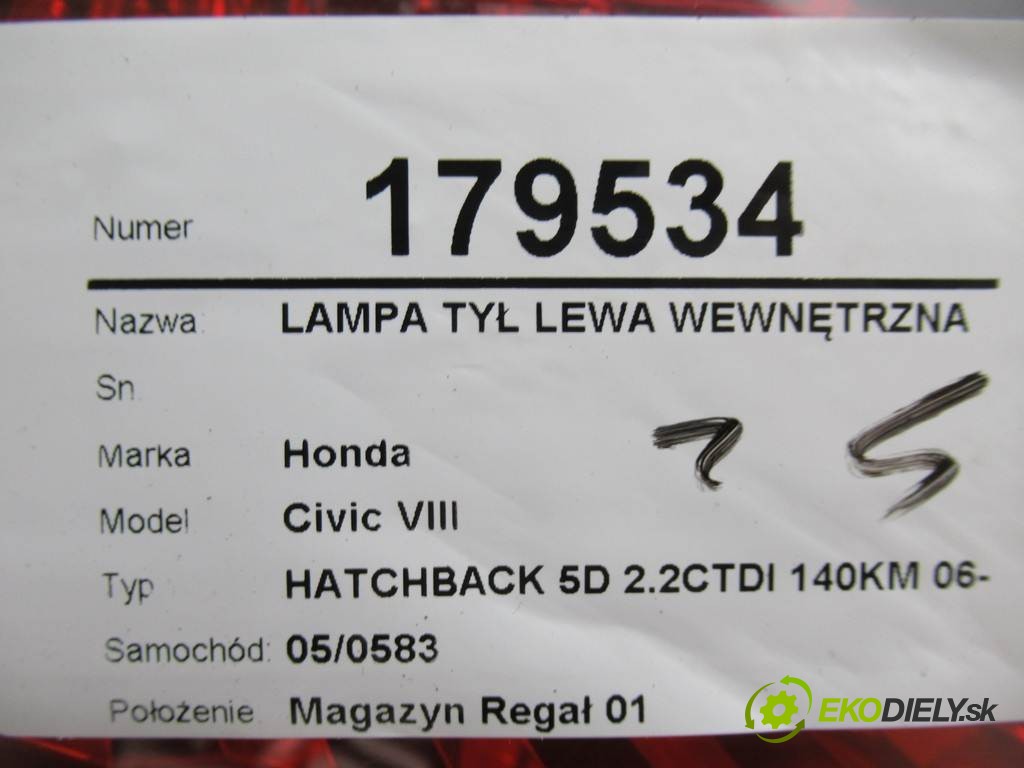 Numer 179534
Nazwa: LAMPA TYŁ LEWA WEWNĘTRZNA
Sn
Marka Honda
Model Civic VIII
Typ HATCHBACK 5D 2.2CTDI 140KM 06-
Samochód: 05/0583
Położenie Magazyn Regał 01
EKODIELY.sk